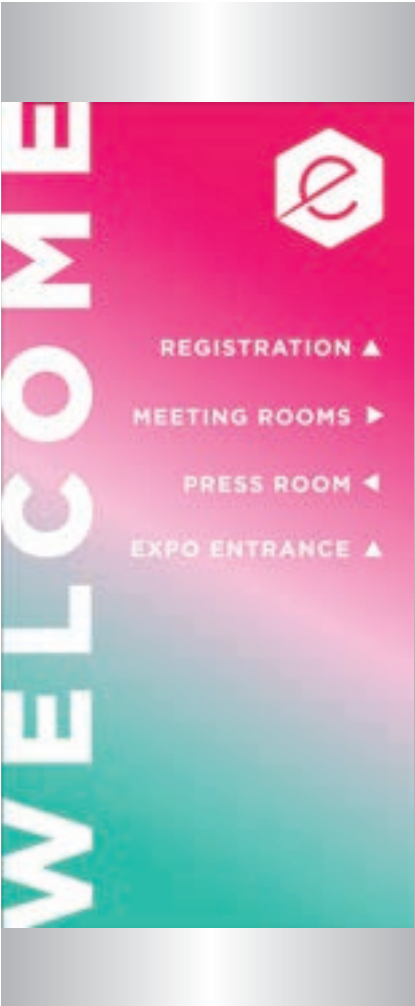 WELCOME
e
REGISTRATION ▲
MEETING ROOMS ▶
PRESS ROOM ◀
EXPO ENTRANCE ▲